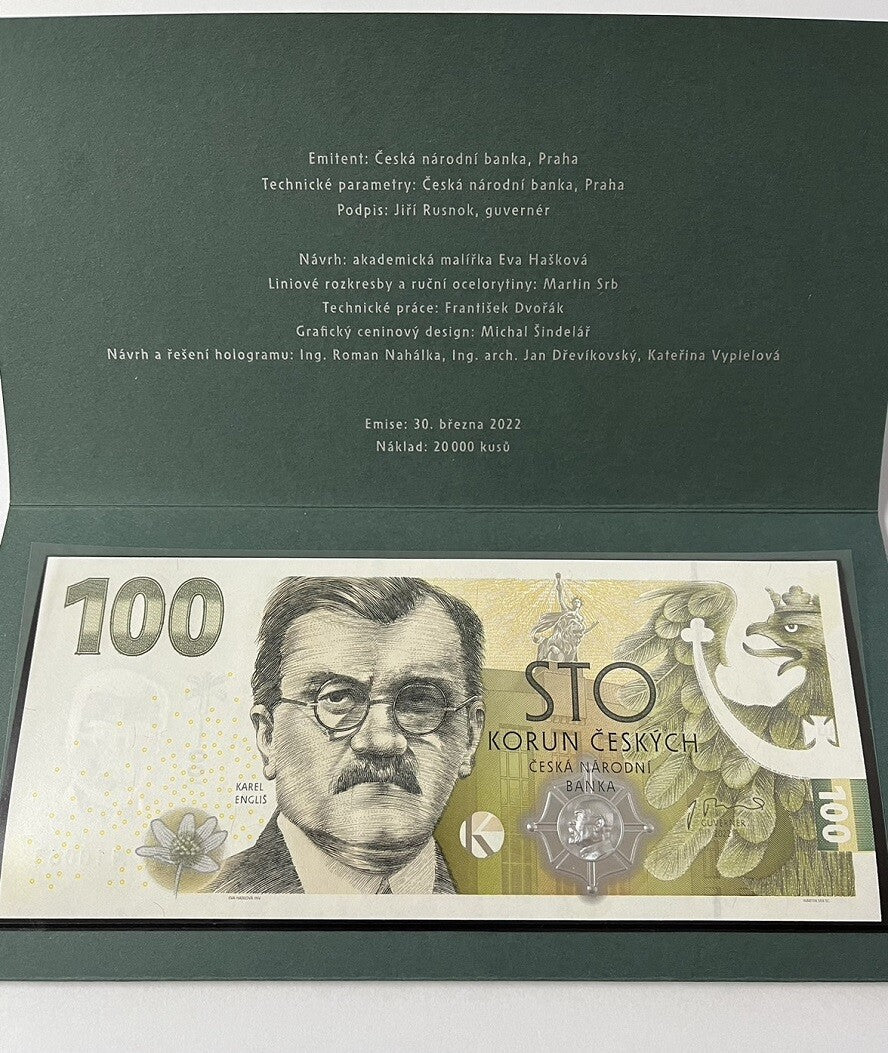 Emitent: Česká národní banka, Praha
Technické parametry: Česká národní banka, Praha
Podpis: Jiří Rusnok, guvernér
Návrh: akademická malířka Eva Hašková
Liniové rozkresby a ruční ocelorytiny: Martin Srb
Technické práce: František Dvořák
Grafický ceninový design: Michal Šindelář
Návrh a řešení hologramu: Ing. Roman Nahálka, Ing. arch. Jan Dřevíkovský, Kateřina Vypielová
Emise: 30. března 2022
Náklad: 20 000 kusů
100
STO
KORUN ČESKÝCH
ČESKÁ NÁRODNÍ
BANKA
KAREL
ENGLIŠ
K
GUVERNÉR
100